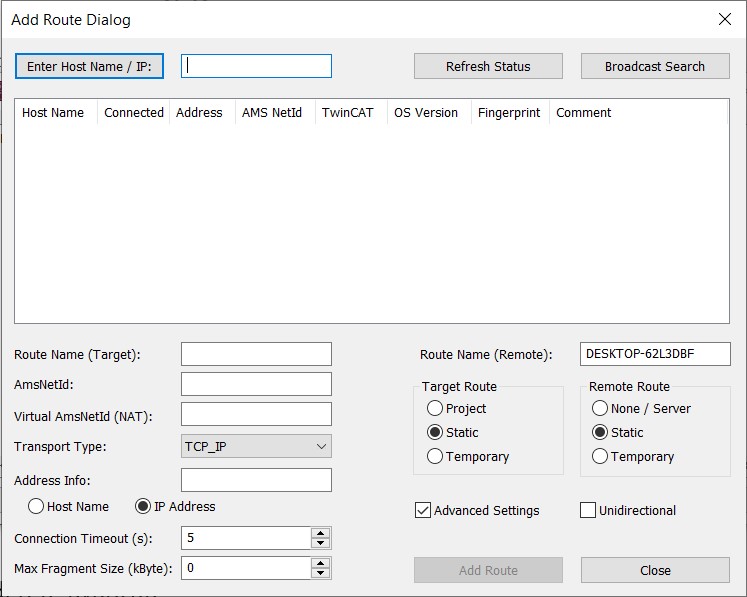 Add Route Dialog
Enter Host Name / IP: Refresh Status Broadcast Search
Host Name Connected Address AMS NetId TwinCAT OS Version Fingerprint Comment
Route Name (Target): Route Name (Remote): DESKTOP-62L3DBF
AmsNetId: Target Route Remote Route
Virtual AmsNetId (NAT): Project None / Server
Transport Type: TCP_IP Static Static
Temporary Temporary
Address Info:
Host Name IP Address Advanced Settings Unidirectional
Connection Timeout (s): 5
Max Fragment Size (kByte): 0 Add Route Close